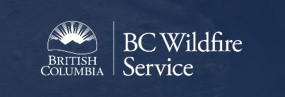 BRITISH
COLUMBIA
BC Wildfire
Service